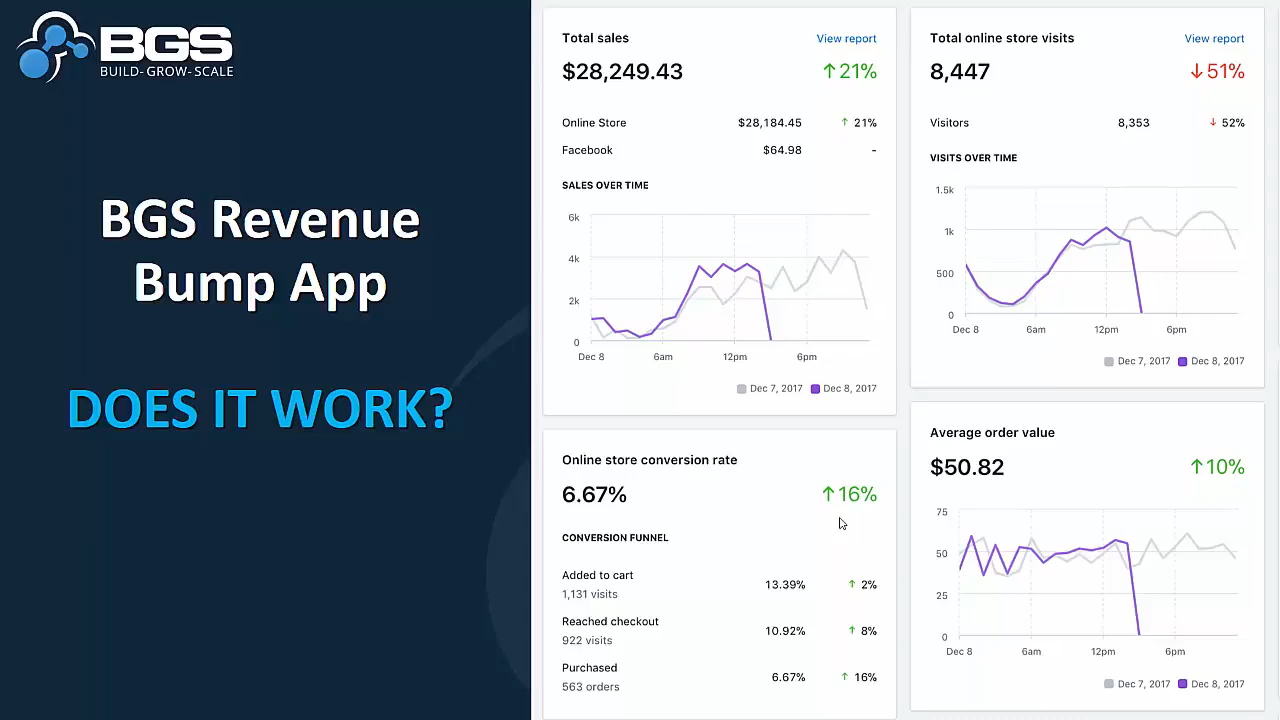 BGS
BUILD-GROW-SCALE
BGS Revenue
Bump App
DOES IT WORK?
Total sales View report
$28,249.43 ↑21%
Online Store $28,184.45 ↑ 21%
Facebook $64.98 -
SALES OVER TIME
6k
4k
2k
0
Dec 8 6am 12pm 6pm
Dec 7, 2017 Dec 8, 2017
Online store conversion rate
6.67% ↑16%
CONVERSION FUNNEL
Added to cart
13.39% ↑ 2%
1,131 visits
Reached checkout
10.92% ↑ 8%
922 visits
Purchased
6.67% ↑ 16%
563 orders
Total online store visits View report
8,447 ↓51%
Visitors 8,353 ↓ 52%
VISITS OVER TIME
1.5k
1k
500
0
Dec 8 6am 12pm 6pm
Dec 7, 2017 Dec 8, 2017
Average order value
$50.82 ↑10%
75
50
25
0
Dec 8 6am 12pm 6pm
Dec 7, 2017 Dec 8, 2017